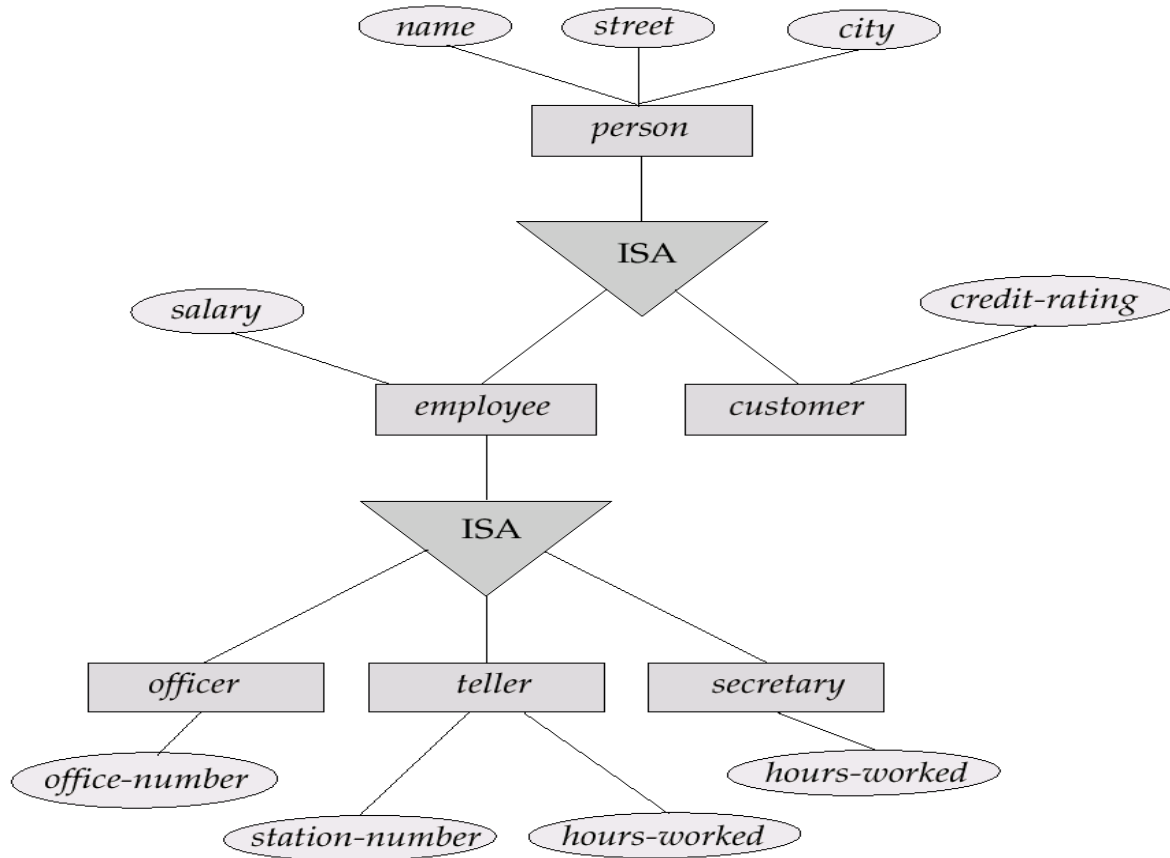 name
street
city
person
ISA
salary
credit-rating
employee
customer
ISA
officer
teller
secretary
office-number
hours-worked
station-number
hours-worked